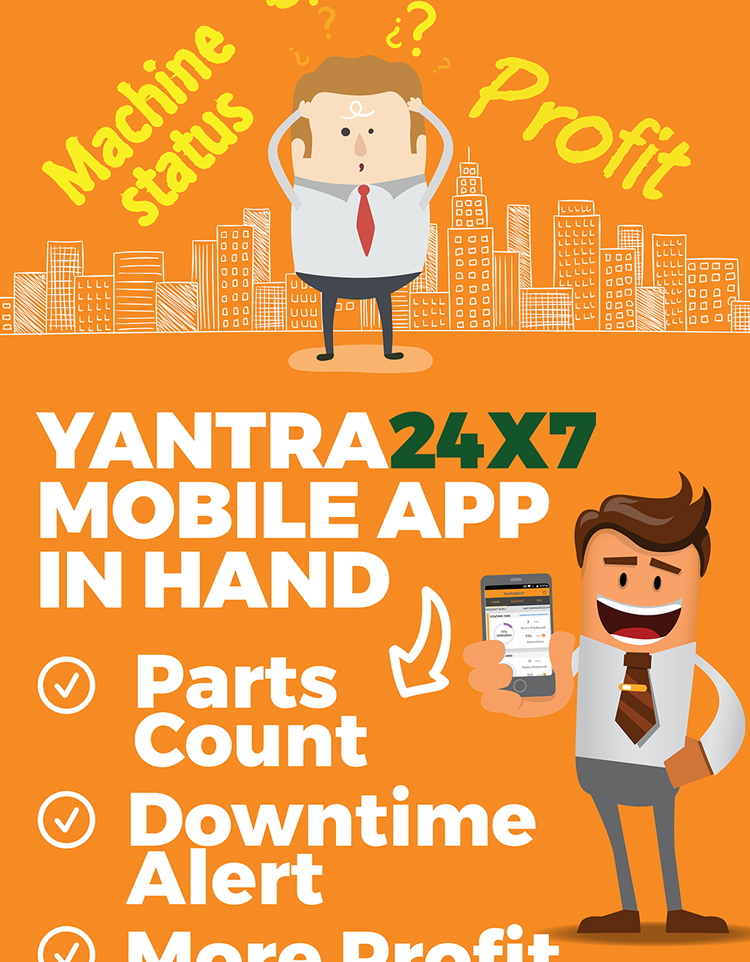 Machine
status
??
Profit
YANTRA24X7
MOBILE APP
IN HAND
Parts
Count
Downtime
Alert
More Profit